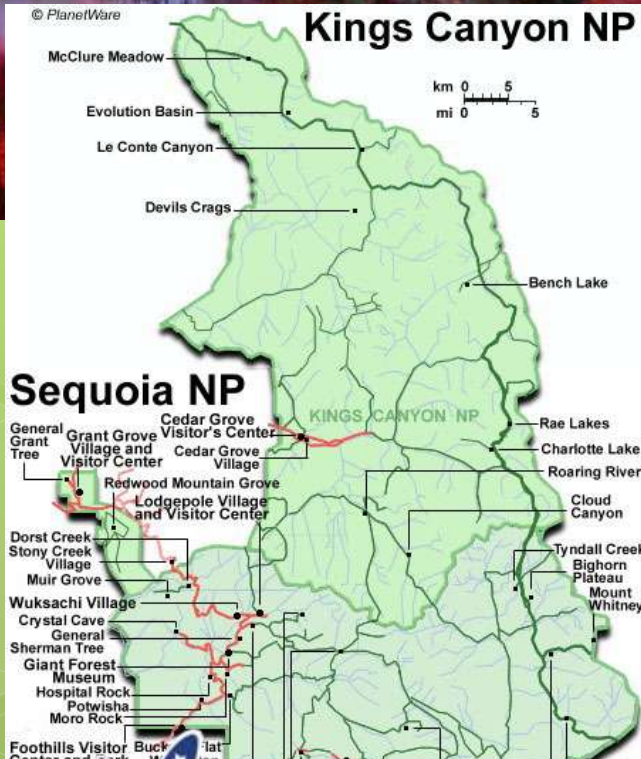 © PlanetWare
Kings Canyon NP
McClure Meadow
km 0 5
mi 0 5
Evolution Basin
Le Conte Canyon
Devils Crags
Bench Lake
Sequoia NP
KINGS CANYON NP
Cedar Grove
Visitor's Center
Cedar Grove
Village
General
Grant
Tree
Grant Grove
Village and
Visitor Center
Rae Lakes
Charlotte Lake
Roaring River
Redwood Mountain Grove
Lodgepole Village
and Visitor Center
Cloud
Canyon
Dorst Creek
Stony Creek
Village
Muir Grove
Tyndall Creek
Bighorn
Plateau
Mount
Whitney
Wuksachi Village
Crystal Cave
General
Sherman Tree
Giant Forest
Museum
Hospital Rock
Potwisha
Moro Rock
Foothills Visitor